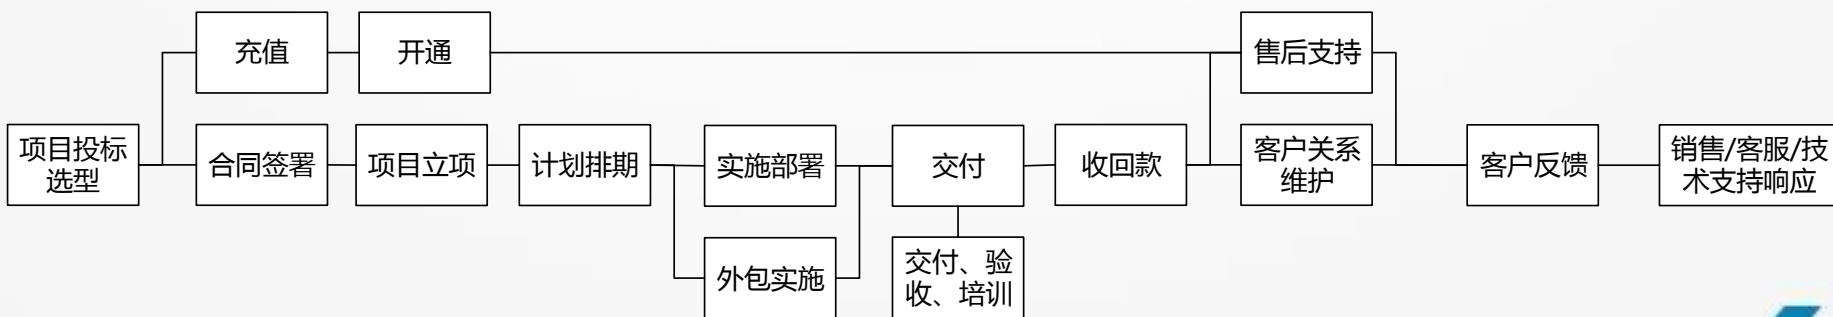 充值
开通
售后支持
项目投标
选型
合同签署
项目立项
计划排期
实施部署
交付
收回款
客户关系
维护
客户反馈
销售/客服/技
术支持响应
外包实施
交付、验
收、培训